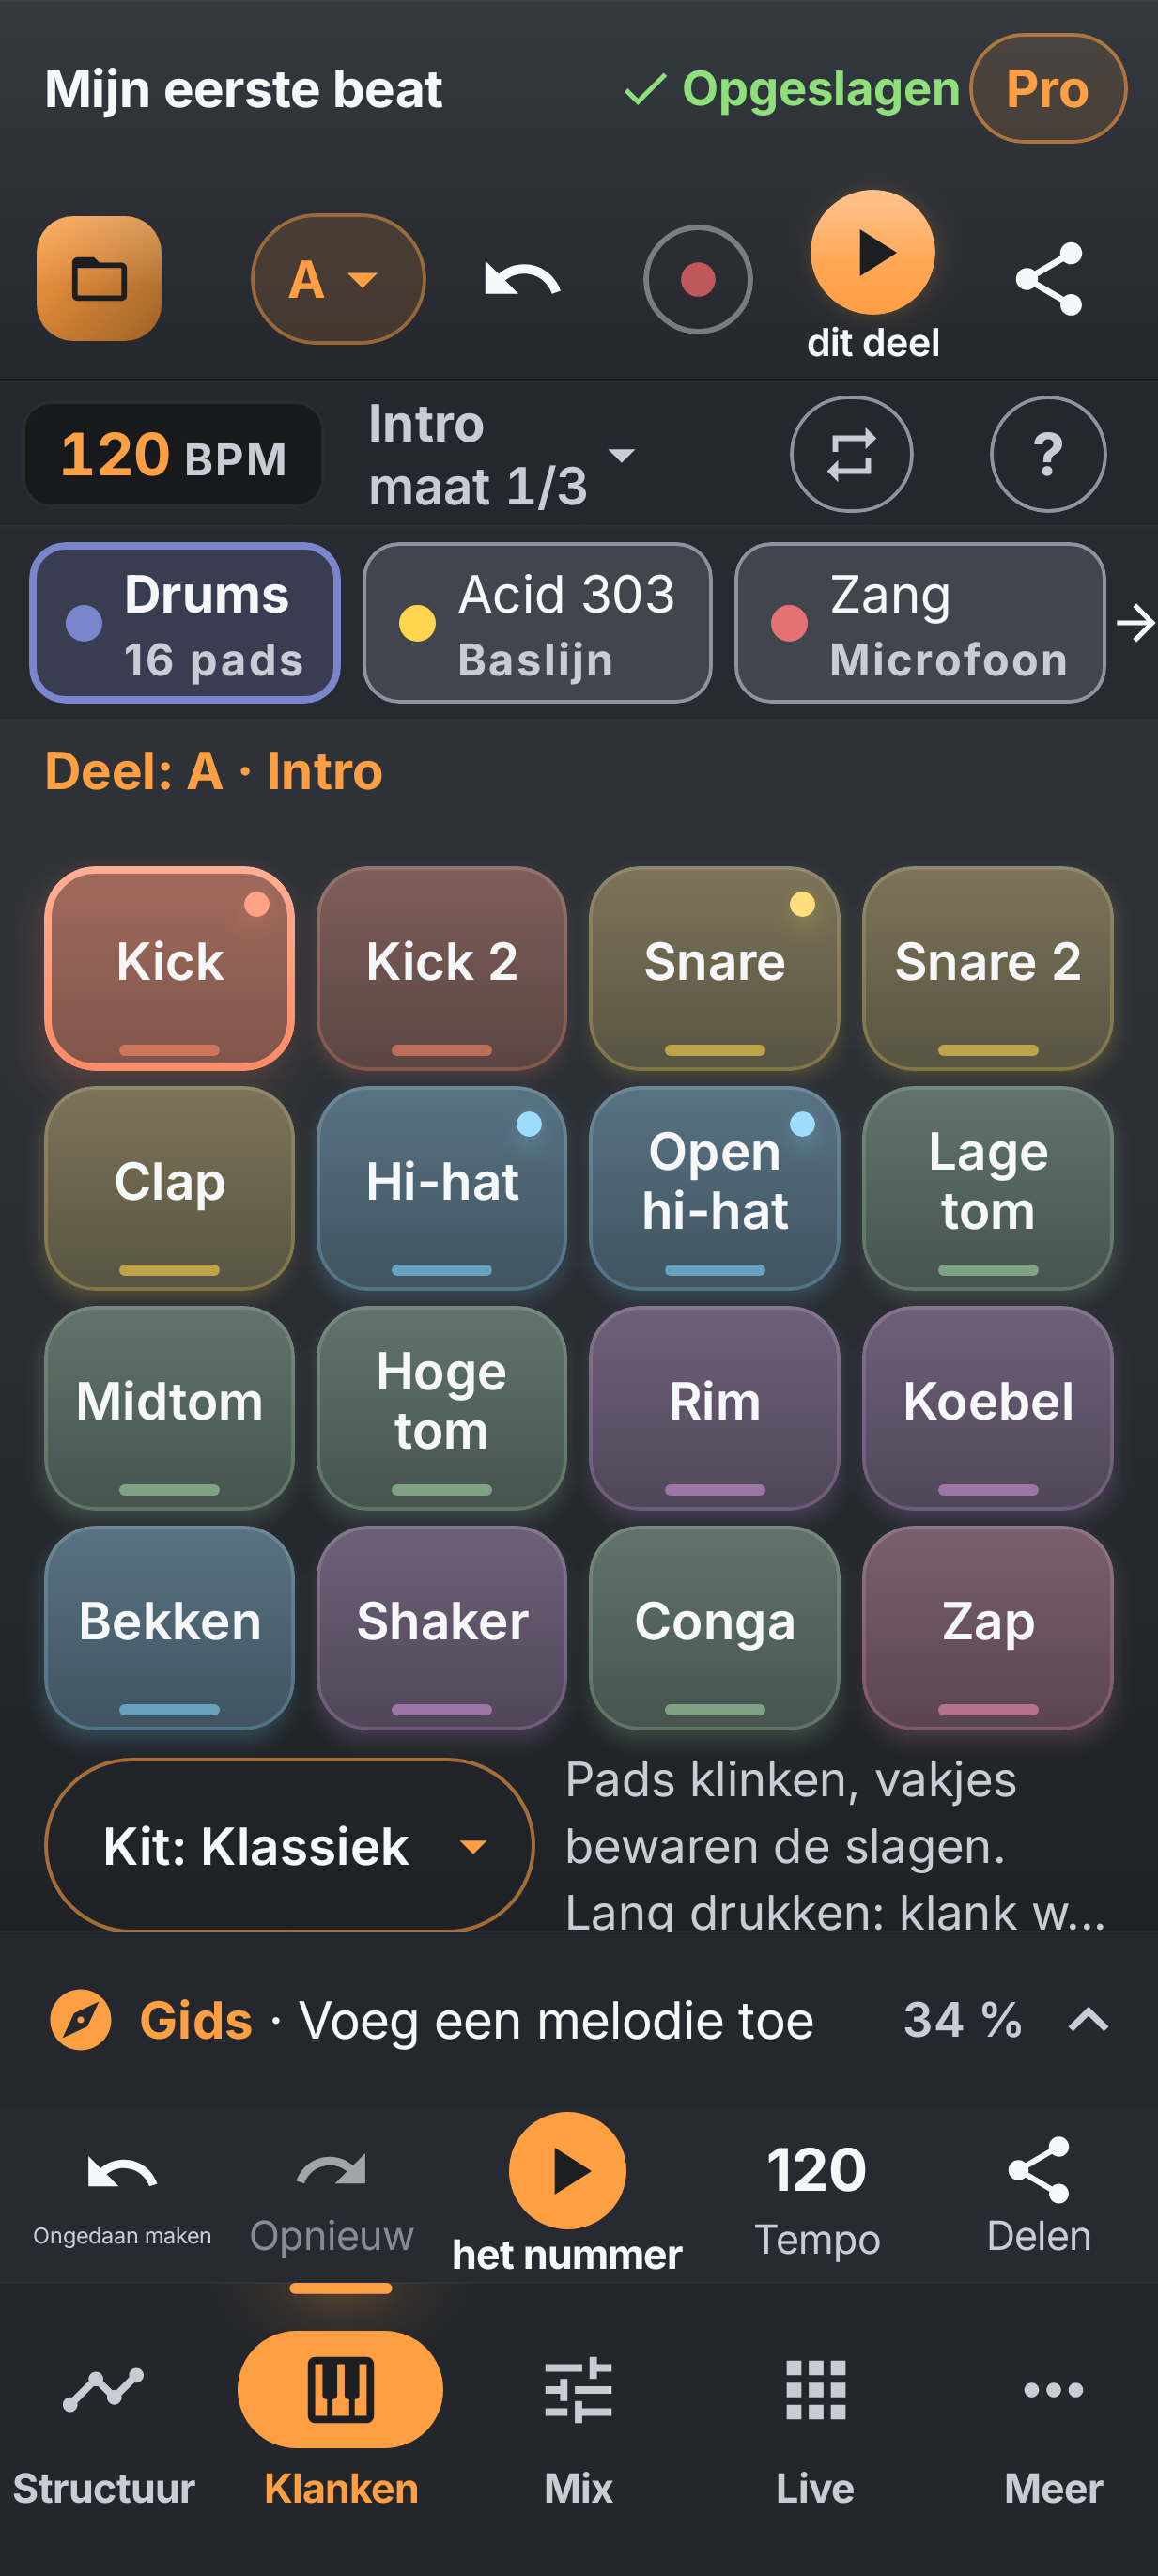 Mijn eerste beat
Opgeslagen
Pro
A
dit deel
120 BPM
Intro
maat 1/3
?
Drums
16 pads
Acid 303
Baslijn
Zang
Microfoon
Deel: A · Intro
Kick
Kick 2
Snare
Snare 2
Clap
Hi-hat
Open
hi-hat
Lage
tom
Midtom
Hoge
tom
Rim
Koebel
Bekken
Shaker
Conga
Zap
Kit: Klassiek
Pads klinken, vakjes
bewaren de slagen.
Lang drukken: klank w...
Gids · Voeg een melodie toe
34 %
Ongedaan maken
Opnieuw
het nummer
120
Tempo
Delen
Structuur
Klanken
Mix
Live
Meer